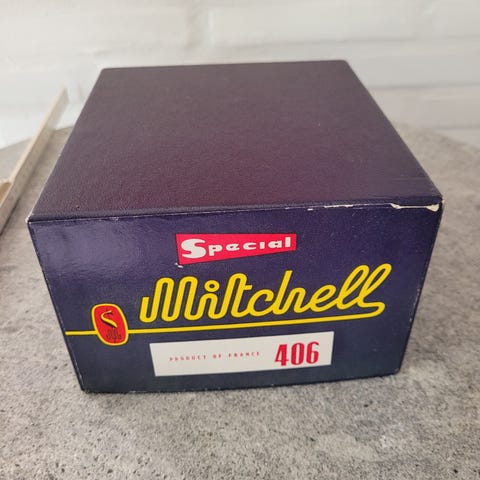 Special
Mitchell
PRODUCT OF FRANCE 406